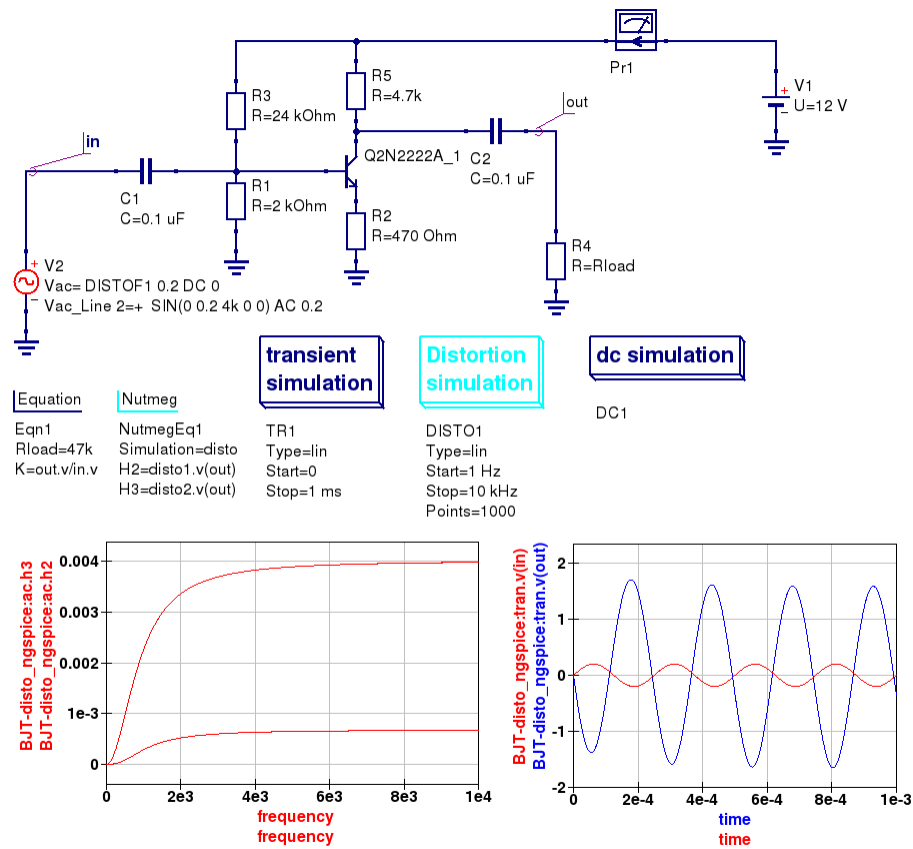 Pr1
V1
U=12 V
R3
R=24 kOhm
R5
R=4.7k
in
out
Q2N2222A_1
C1
C=0.1 uF
R1
R=2 kOhm
C2
C=0.1 uF
R2
R=470 Ohm
R4
R=Rload
V2
Vac= DISTOF1 0.2 DC 0
Vac_Line 2=+  SIN(0 0.2 4k 0 0) AC 0.2
transient
simulation
Distortion
simulation
dc simulation
Equation
Eqn1
Rload=47k
K=out.v/in.v
Nutmeg
NutmegEq1
Simulation=disto
H2=disto1.v(out)
H3=disto2.v(out)
TR1
Type=lin
Start=0
Stop=1 ms
DISTO1
Type=lin
Start=1 Hz
Stop=10 kHz
Points=1000
DC1
BJT-disto_ngspice:ac.h3
BJT-disto_ngspice:ac.h2
0.004
0.003
0.002
1e-3
0
0 2e3 4e3 6e3 8e3 1e4
frequency
frequency
BJT-disto_ngspice:tran.v(in)
BJT-disto_ngspice:tran.v(out)
2
1
0
-1
-2
0 2e-4 4e-4 6e-4 8e-4 1e-3
time
time